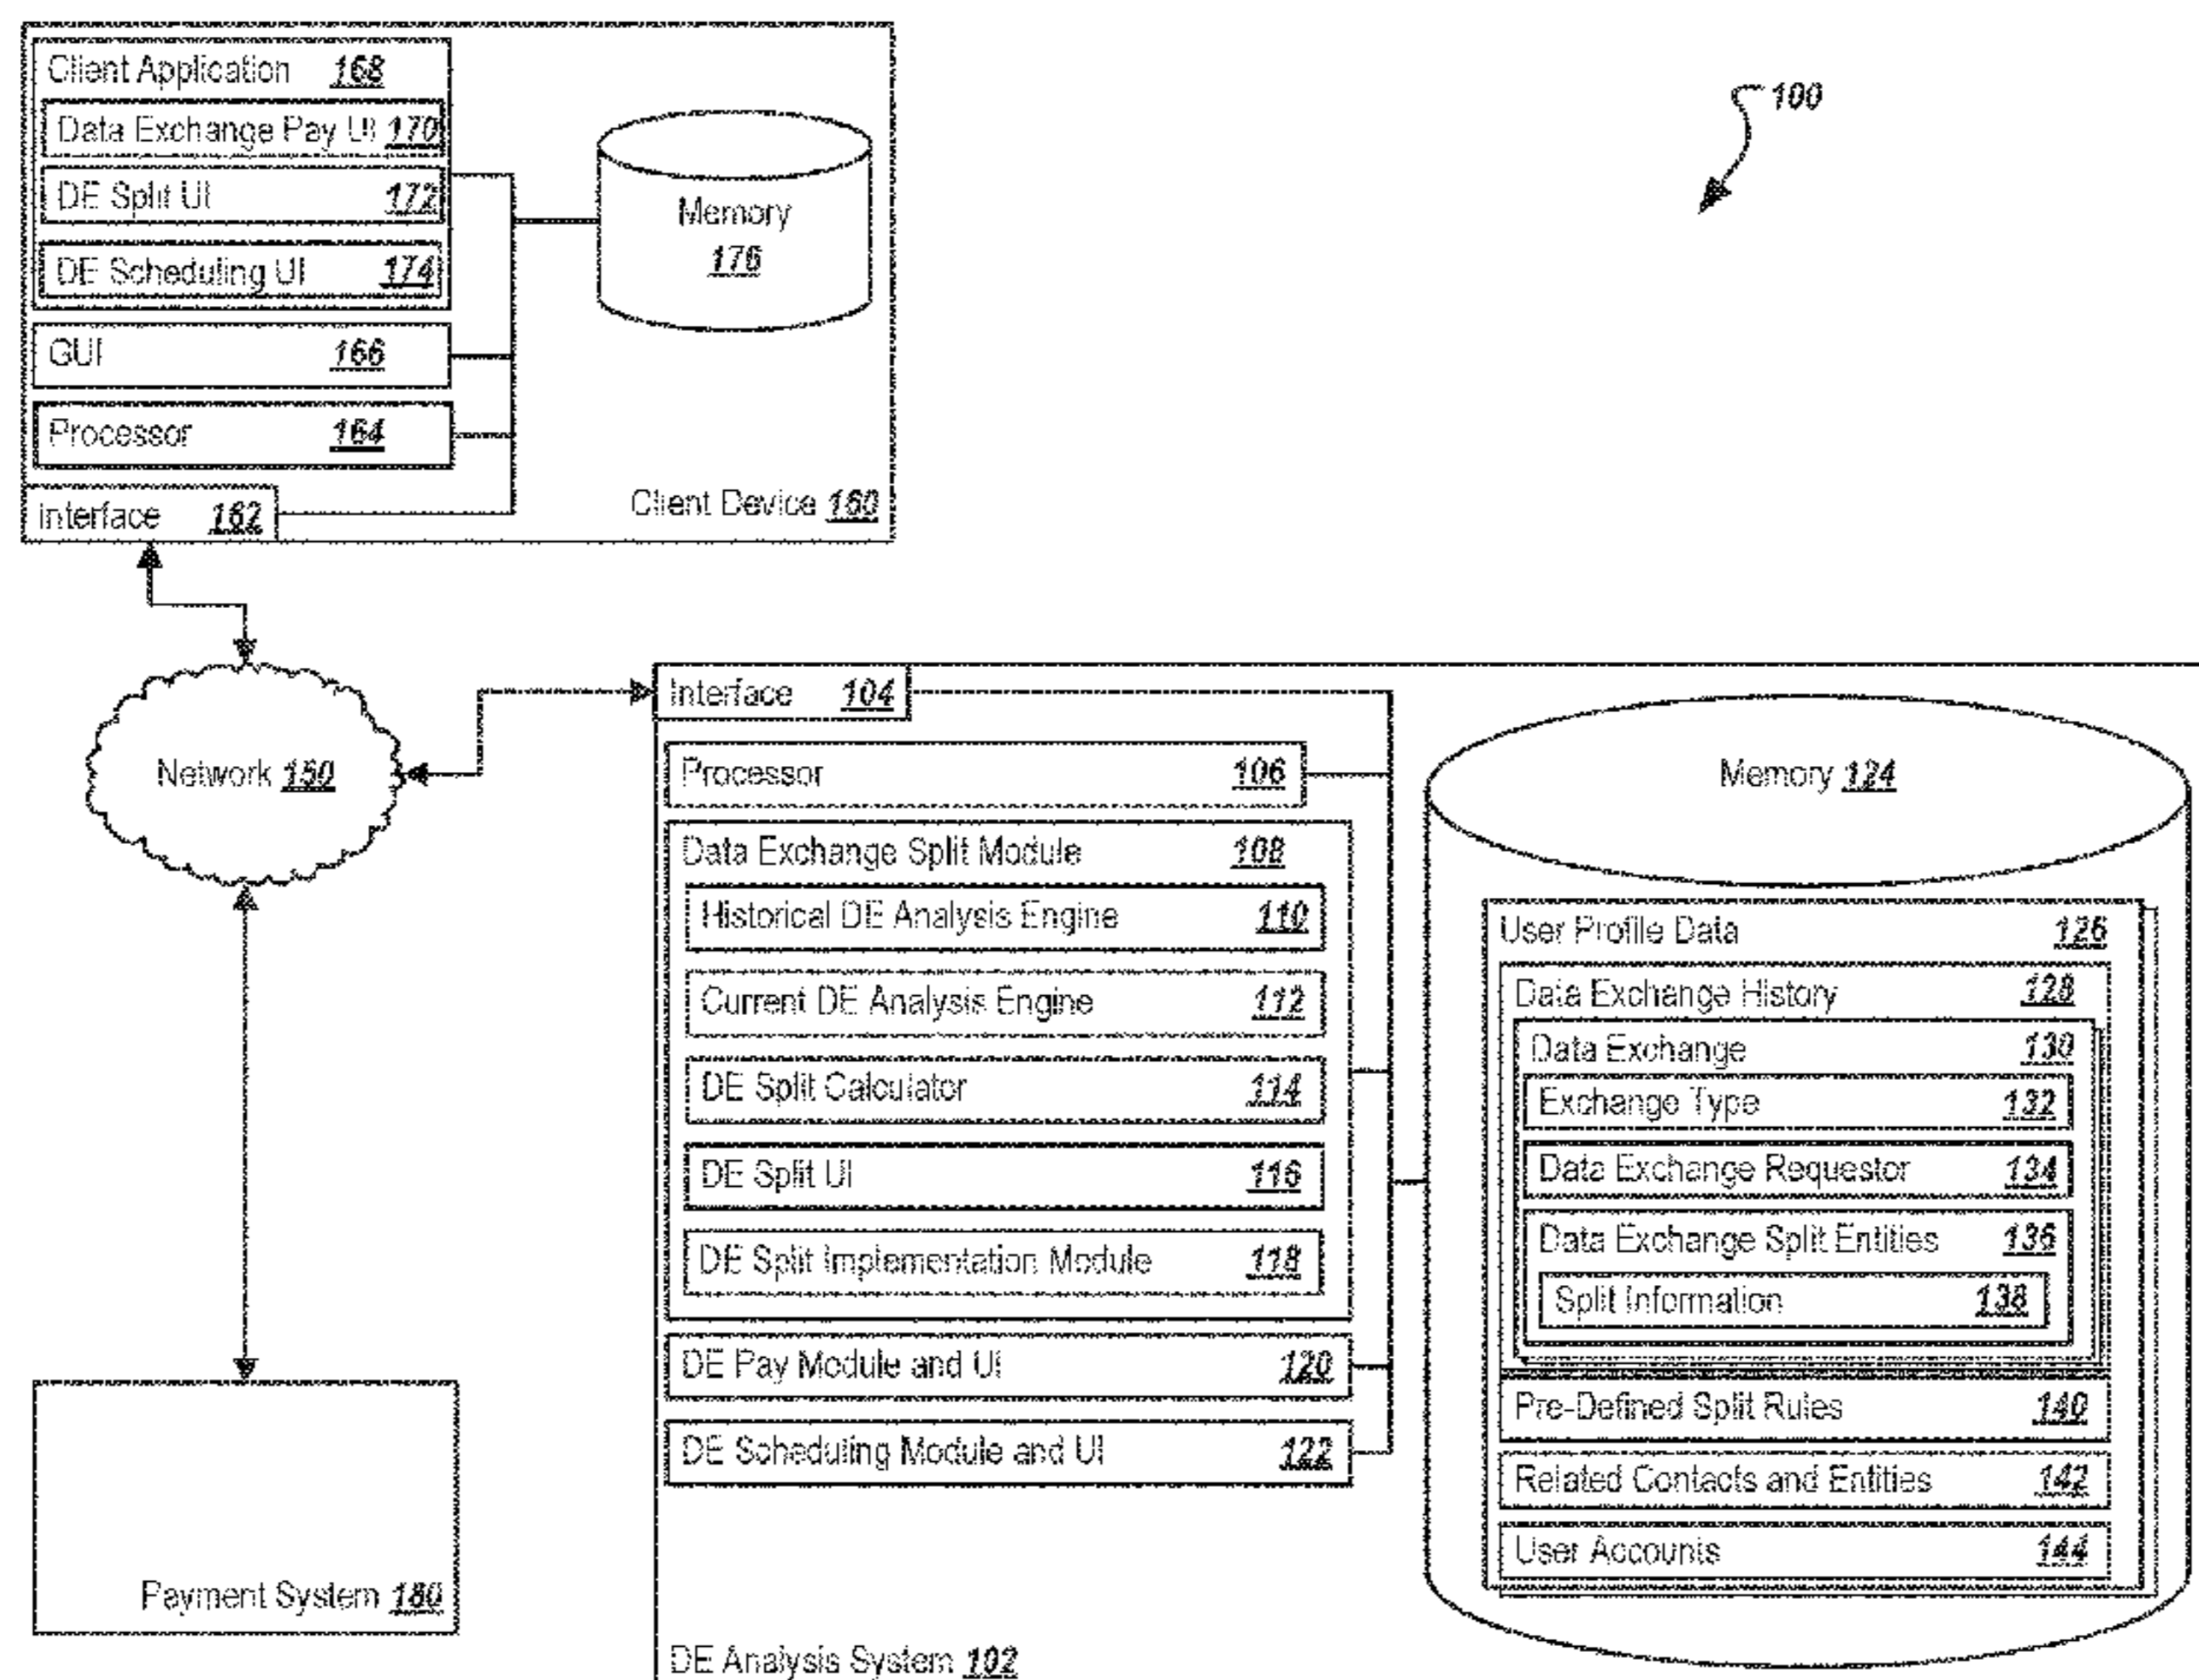 100
Client Application 168
Data Exchange Pay UI 170
DE Split UI 172
DE Scheduling UI 174
GUI 166
Processor 164
Interface 162
Memory
176
Client Device 160
Network 150
Payment System 180
Interface 104
Processor 106
Data Exchange Split Module 108
Historical DE Analysis Engine 110
Current DE Analysis Engine 112
DE Split Calculator 114
DE Split UI 116
DE Split Implementation Module 118
DE Pay Module and UI 120
DE Scheduling Module and UI 122
DE Analysis System 102
Memory 124
User Profile Data 126
Data Exchange History 128
Data Exchange 130
Exchange Type 132
Data Exchange Requestor 134
Data Exchange Split Entities 136
Split Information 138
Pre-Defined Split Rules 140
Related Contacts and Entities 142
User Accounts 144